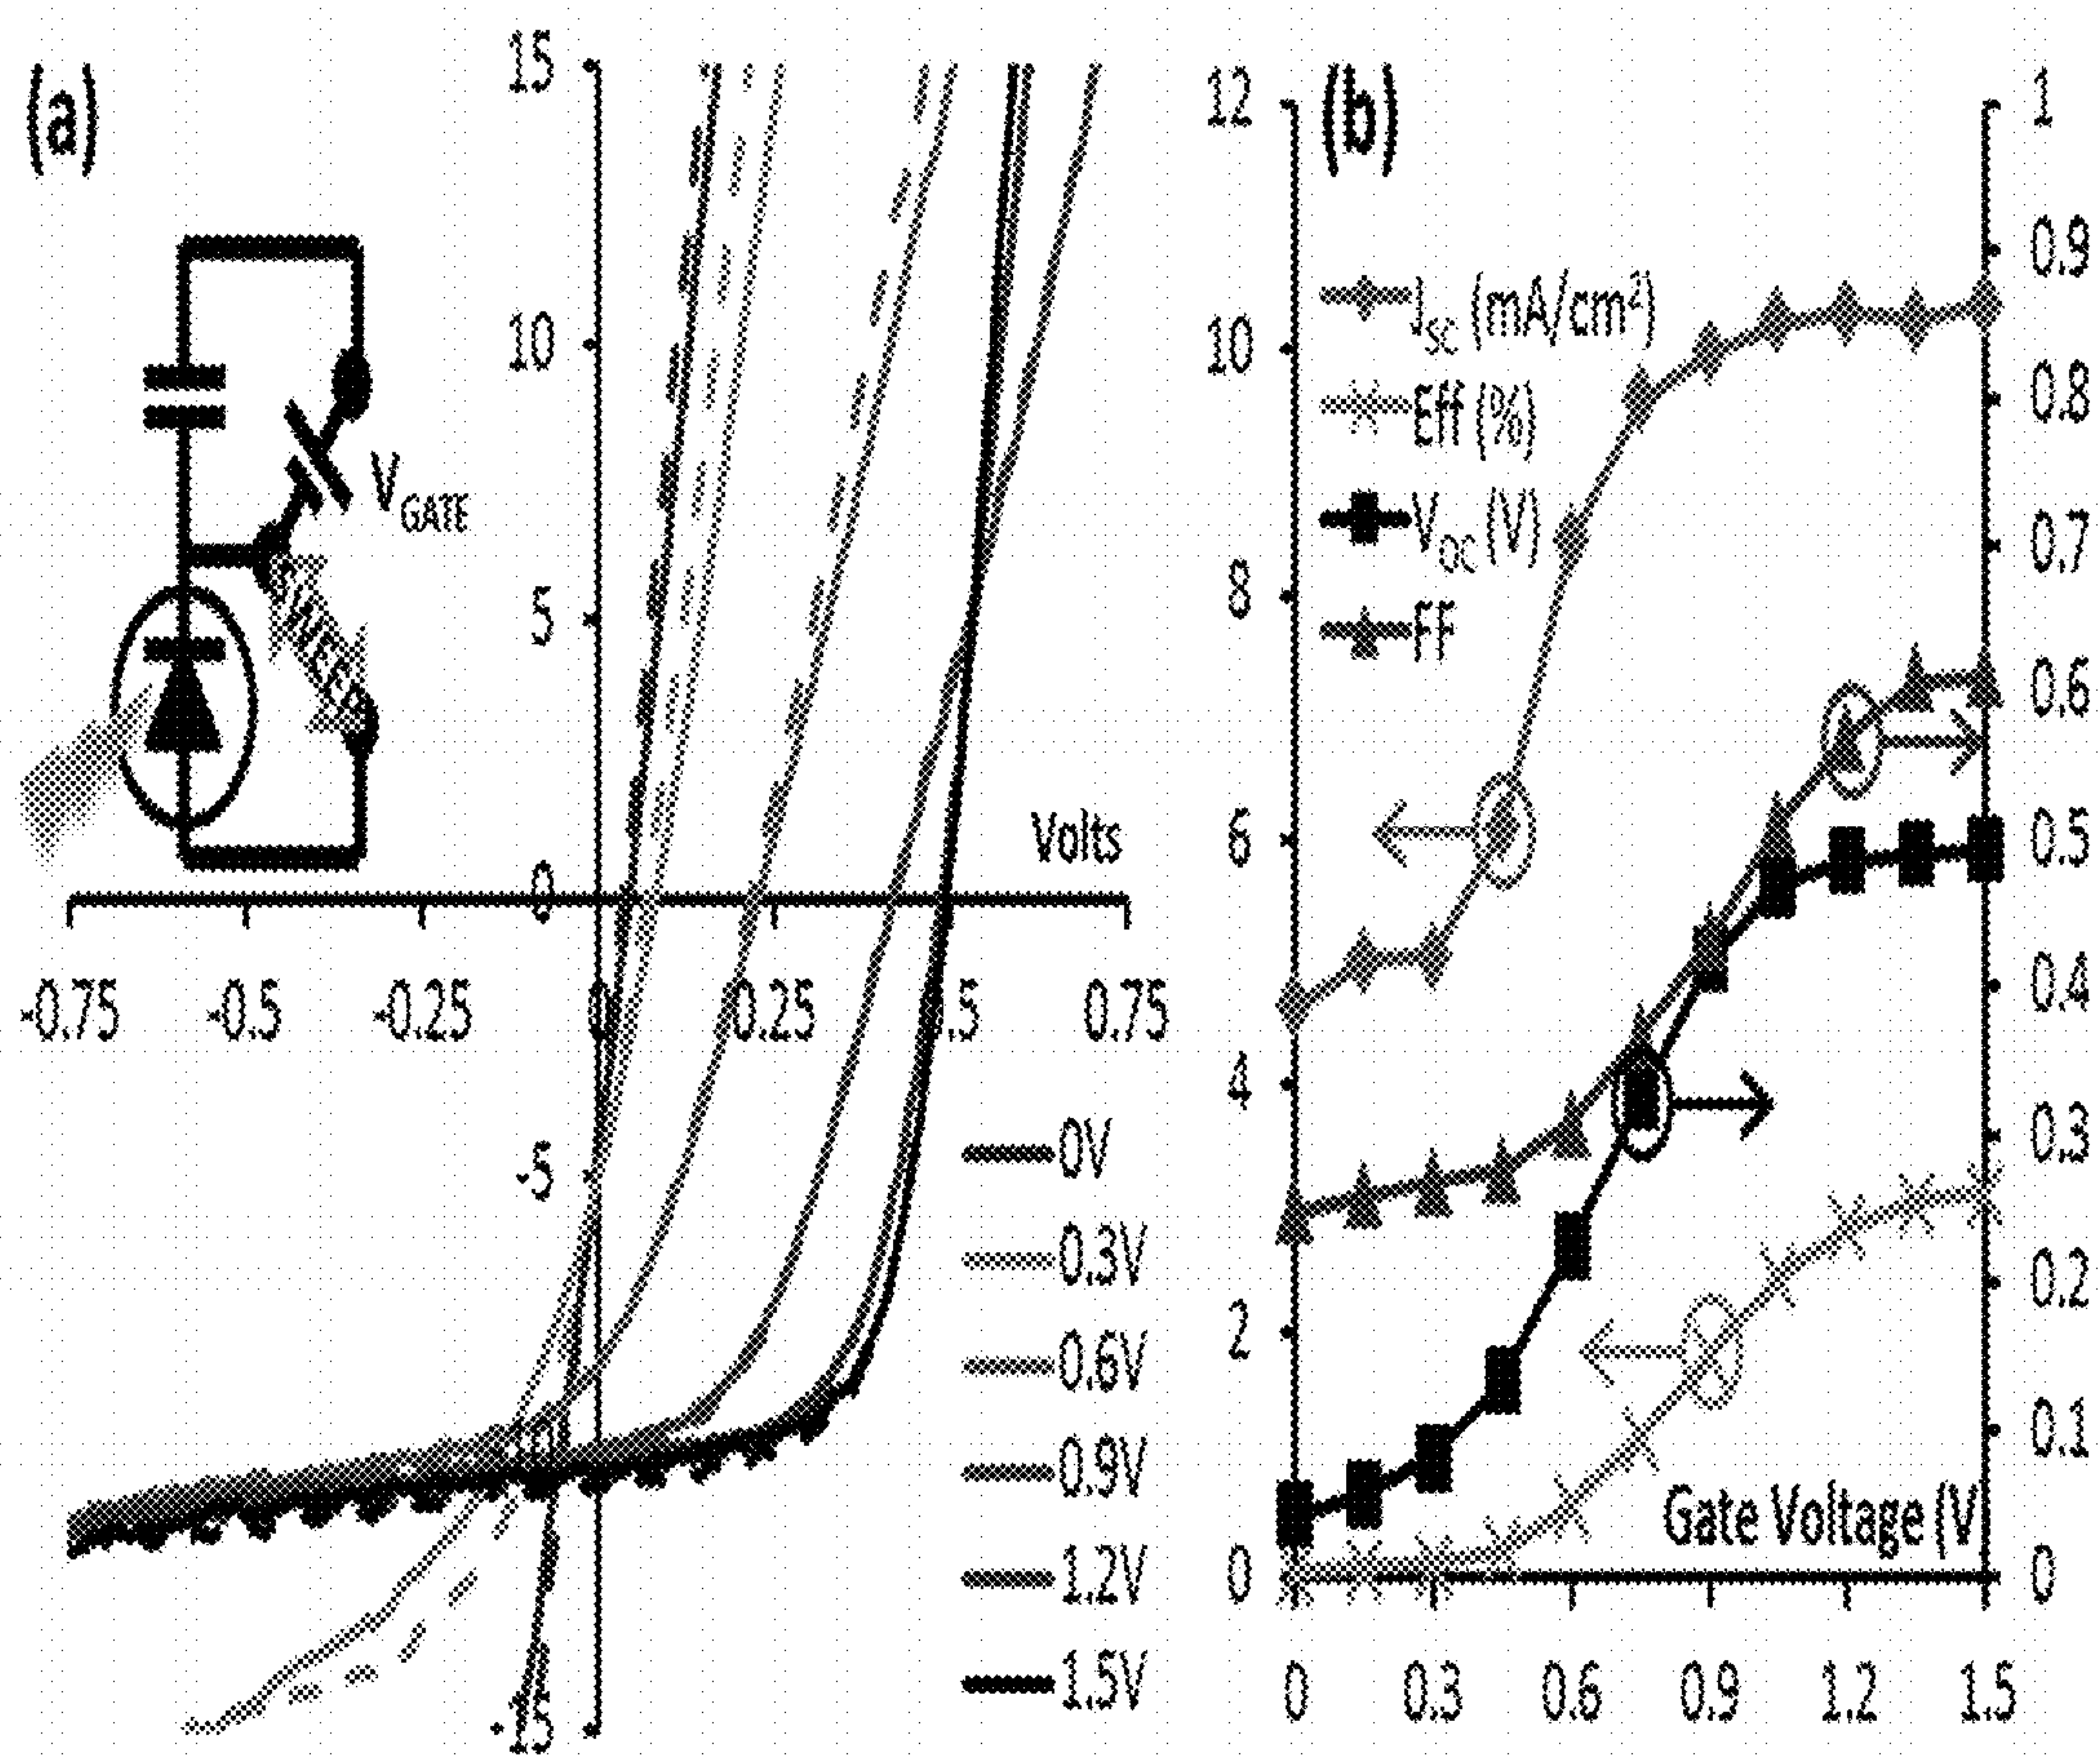 (a)
15
10
5
0
-5
-10
-15
Volts
-0.75
-0.5
-0.25
0
0.25
0.5
0.75
V_GATE
SWEEP
0V
0.3V
0.6V
0.9V
1.2V
1.5V
(b)
12
10
8
6
4
2
0
J_SC (mA/cm²)
Eff (%)
V_OC (V)
FF
1
0.9
0.8
0.7
0.6
0.5
0.4
0.3
0.2
0.1
0
Gate Voltage (V
0
0.3
0.6
0.9
1.2
1.5